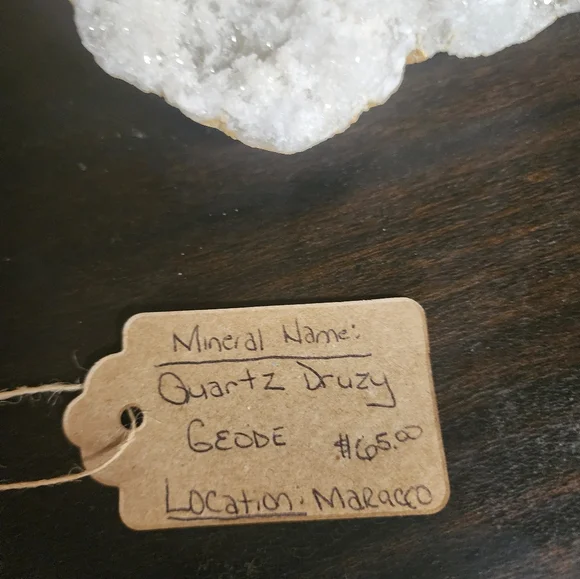 Mineral Name:
Quartz Druzy
GEODE $65.00
Location: Maracco